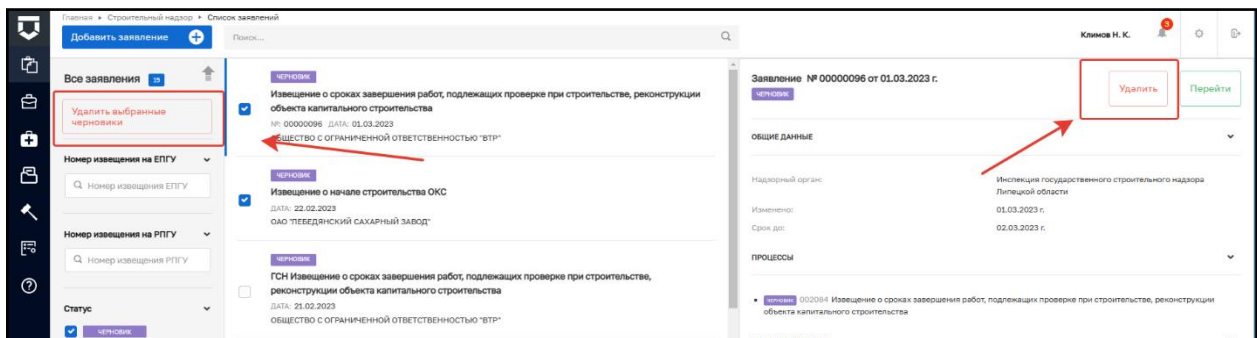 Главная ▸ Строительный надзор ▸ Список заявлений
Добавить заявление
Поиск...
Климов Н. К.
3
Все заявления 15
Удалить выбранные
черновики
Номер извещения на ЕПГУ
Номер извещения ЕПГУ
Номер извещения на РПГУ
Номер извещения РПГУ
Статус
ЧЕРНОВИК
ЧЕРНОВИК
Извещение о сроках завершения работ, подлежащих проверке при строительстве, реконструкции
объекта капитального строительства
№: 00000096 ДАТА: 01.03.2023
ОБЩЕСТВО С ОГРАНИЧЕННОЙ ОТВЕТСТВЕННОСТЬЮ "ВТР"
ЧЕРНОВИК
Извещение о начале строительства ОКС
ДАТА: 22.02.2023
ОАО "ЛЕБЕДЯНСКИЙ САХАРНЫЙ ЗАВОД"
ЧЕРНОВИК
ГСН Извещение о сроках завершения работ, подлежащих проверке при строительстве,
реконструкции объекта капитального строительства
ДАТА: 21.02.2023
ОБЩЕСТВО С ОГРАНИЧЕННОЙ ОТВЕТСТВЕННОСТЬЮ "ВТР"
Заявление № 00000096 от 01.03.2023 г.
ЧЕРНОВИК
Удалить
Перейти
ОБЩИЕ ДАННЫЕ
Надзорный орган: Инспекция государственного строительного надзора
Липецкой области
Изменено: 01.03.2023 г.
Срок до: 02.03.2023 г.
ПРОЦЕССЫ
ЧЕРНОВИК 002084 Извещение о сроках завершения работ, подлежащих проверке при строительстве, реконструкции
объекта капитального строительства